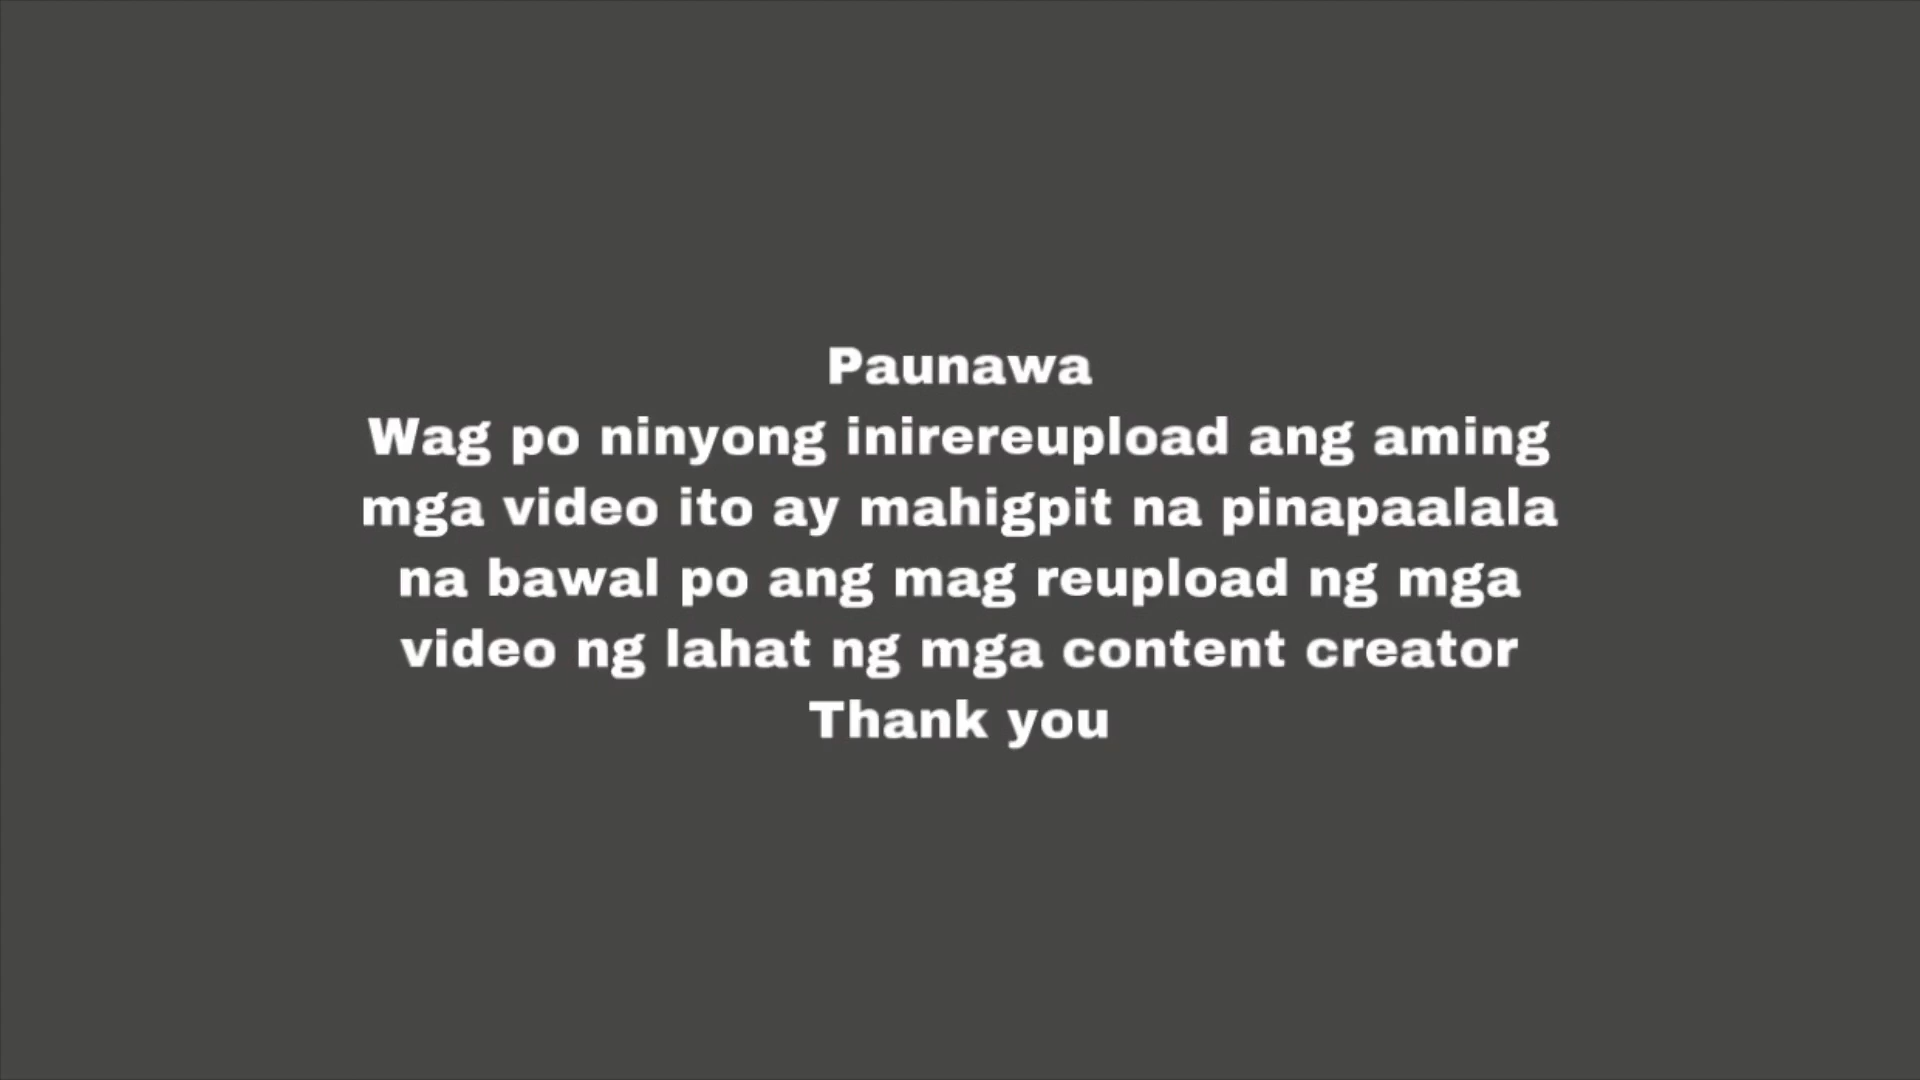 Paunawa
Wag po ninyong inirereupload ang aming
mga video ito ay mahigpit na pinapaalala
na bawal po ang mag reupload ng mga
video ng lahat ng mga content creator
Thank you